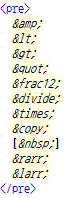 <pre>
&amp;
&lt;
&gt;
&quot;
&frac12;
&divide;
&times;
&copy;
[&nbsp;]
&rarr;
&larr;
</pre>